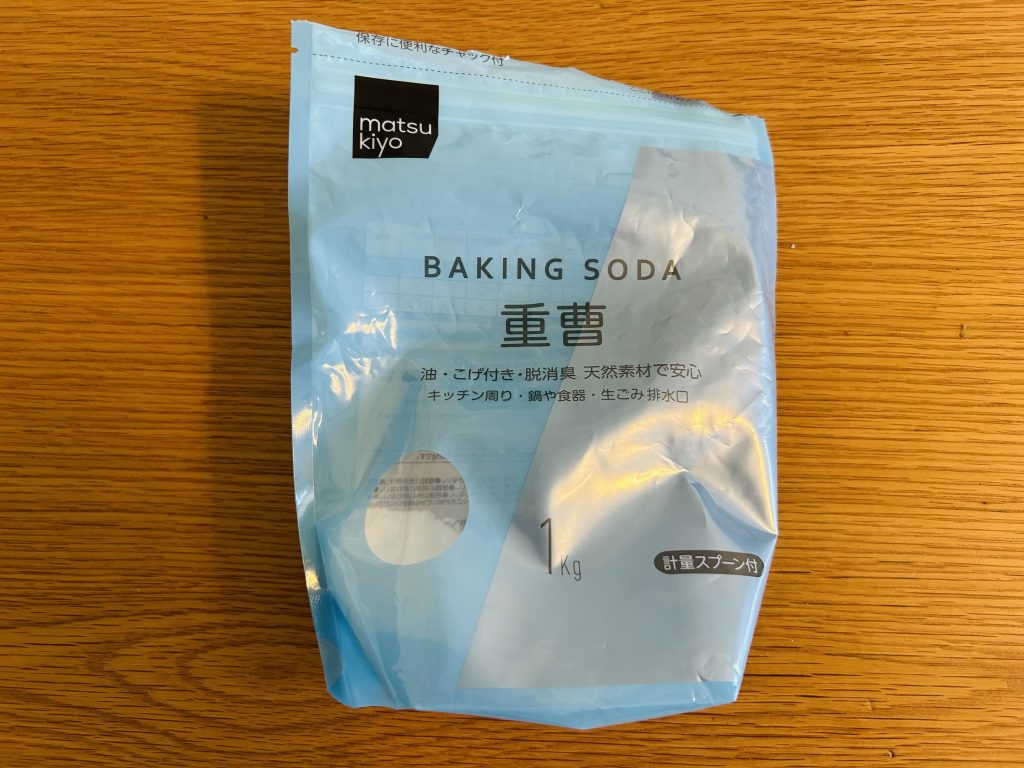 保存に便利なチャック付
matsu
kiyo
BAKING SODA
重曹
油・こげ付き・脱消臭 天然素材で安心
キッチン周り・鍋や食器・生ごみ排水口
1Kg
計量スプーン付